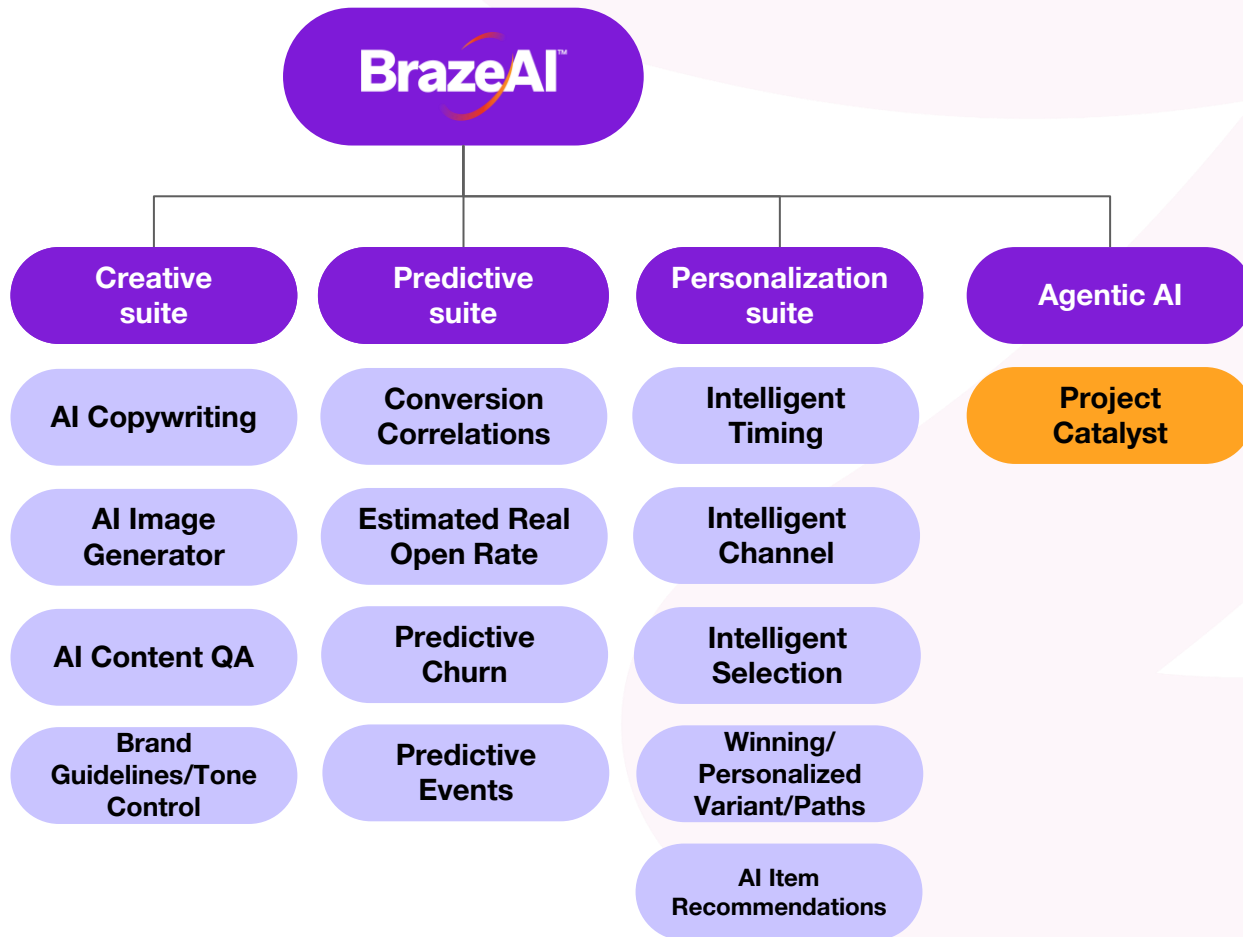 BrazeAI™
Creative
suite
Predictive
suite
Personalization
suite
Agentic AI
AI Copywriting
Conversion
Correlations
Intelligent
Timing
Project
Catalyst
AI Image
Generator
Estimated Real
Open Rate
Intelligent
Channel
AI Content QA
Predictive
Churn
Intelligent
Selection
Brand
Guidelines/Tone
Control
Predictive
Events
Winning/
Personalized
Variant/Paths
AI Item
Recommendations